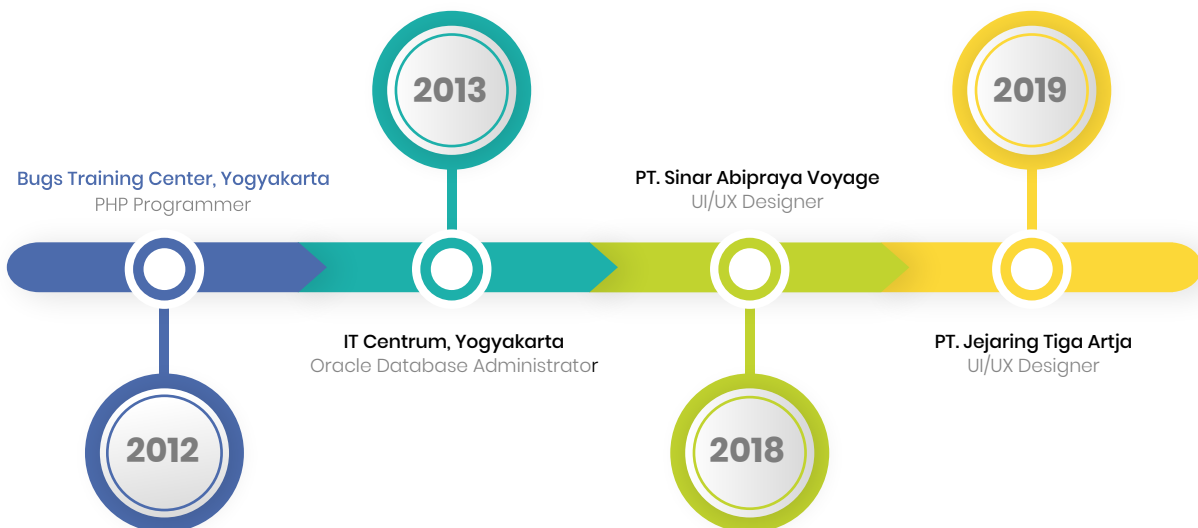 2012
Bugs Training Center, Yogyakarta
PHP Programmer
2013
IT Centrum, Yogyakarta
Oracle Database Administrator
2018
PT. Sinar Abipraya Voyage
UI/UX Designer
2019
PT. Jejaring Tiga Artja
UI/UX Designer